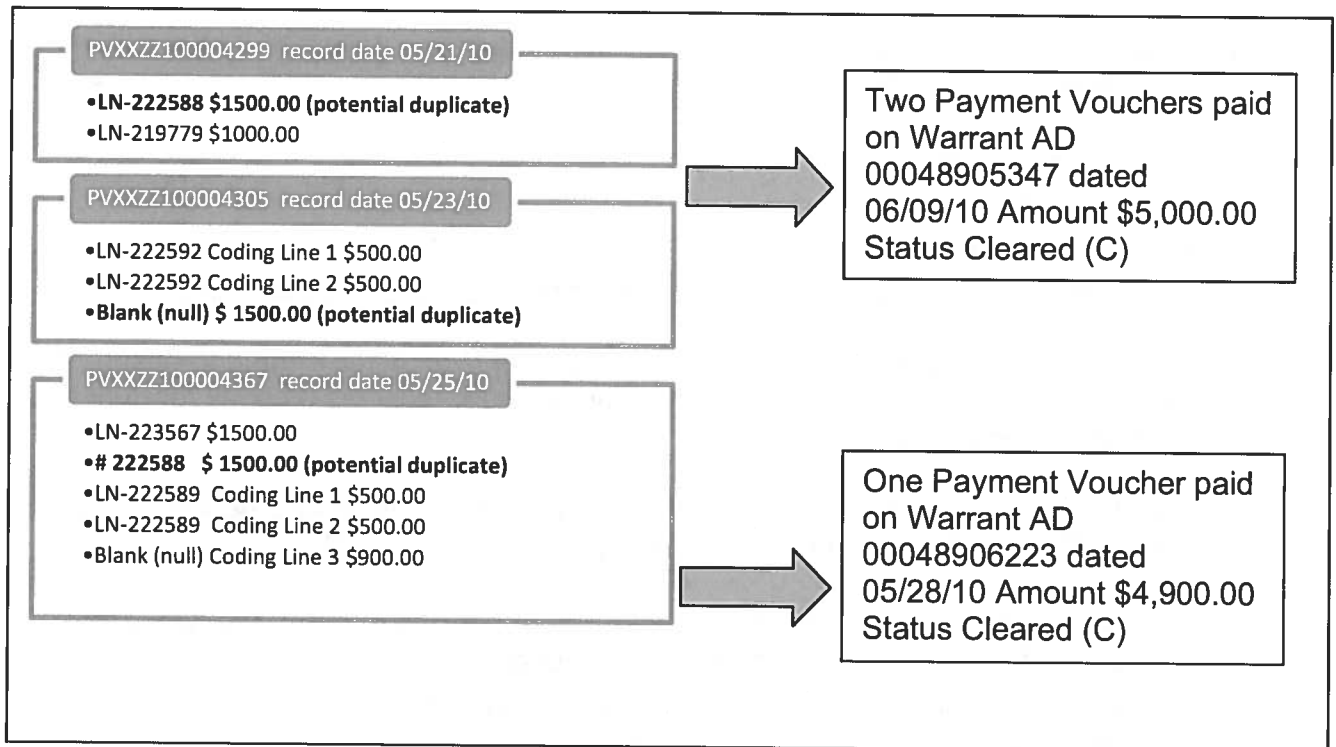 PVXXZZ100004299 record date 05/21/10
•LN-222588 $1500.00 (potential duplicate)
•LN-219779 $1000.00
PVXXZZ100004305 record date 05/23/10
•LN-222592 Coding Line 1 $500.00
•LN-222592 Coding Line 2 $500.00
•Blank (null) $ 1500.00 (potential duplicate)
Two Payment Vouchers paid
on Warrant AD
00048905347 dated
06/09/10 Amount $5,000.00
Status Cleared (C)
PVXXZZ100004367 record date 05/25/10
•LN-223567 $1500.00
•# 222588 $ 1500.00 (potential duplicate)
•LN-222589 Coding Line 1 $500.00
•LN-222589 Coding Line 2 $500.00
•Blank (null) Coding Line 3 $900.00
One Payment Voucher paid
on Warrant AD
00048906223 dated
05/28/10 Amount $4,900.00
Status Cleared (C)